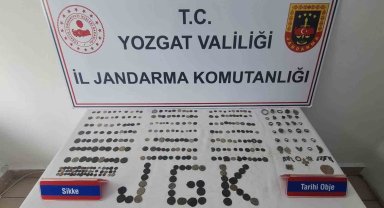 T.C.
YOZGAT VALİLİĞİ
İL JANDARMA KOMUTANLIĞI
JGK
Sikke
Tarihi Obje